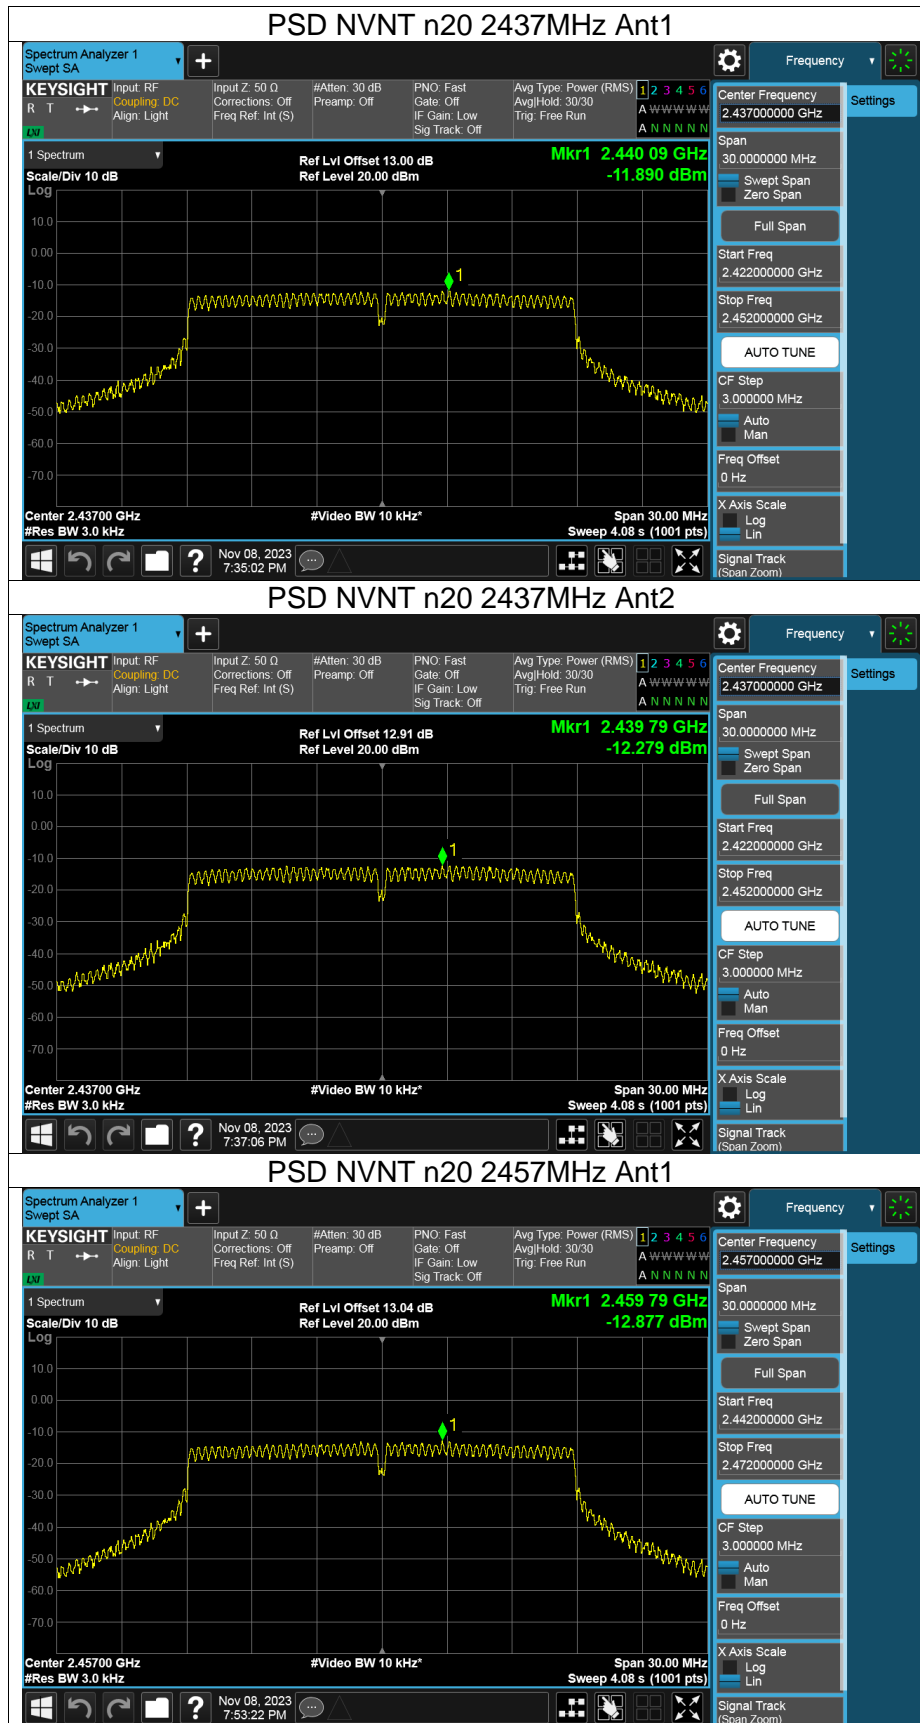 PSD NVNT n20 2437MHz Ant1
Spectrum Analyzer 1
Swept SA
+
Frequency
KEYSIGHT
R T
LXI
Input: RF
Coupling: DC
Align: Light
Input Z: 50 Ω
Corrections: Off
Freq Ref: Int (S)
#Atten: 30 dB
Preamp: Off
PNO: Fast
Gate: Off
IF Gain: Low
Sig Track: Off
Avg Type: Power (RMS)
Avg|Hold: 30/30
Trig: Free Run
1 2 3 4 5 6
A W W W W W
A N N N N N
Center Frequency
2.437000000 GHz
Settings
Span
30.0000000 MHz
Swept Span
Zero Span
Full Span
Start Freq
2.422000000 GHz
Stop Freq
2.452000000 GHz
AUTO TUNE
CF Step
3.000000 MHz
Auto
Man
Freq Offset
0 Hz
X Axis Scale
Log
Lin
Signal Track
(Span Zoom)
1 Spectrum
Scale/Div 10 dB
Log
Ref Lvl Offset 13.00 dB
Ref Level 20.00 dBm
Mkr1 2.440 09 GHz
-11.890 dBm
10.0
0.00
-10.0
-20.0
-30.0
-40.0
-50.0
-60.0
-70.0
1
Center 2.43700 GHz
#Res BW 3.0 kHz
#Video BW 10 kHz*
Span 30.00 MHz
Sweep 4.08 s (1001 pts)
?
Nov 08, 2023
7:35:02 PM
PSD NVNT n20 2437MHz Ant2
Spectrum Analyzer 1
Swept SA
+
Frequency
KEYSIGHT
R T
LXI
Input: RF
Coupling: DC
Align: Light
Input Z: 50 Ω
Corrections: Off
Freq Ref: Int (S)
#Atten: 30 dB
Preamp: Off
PNO: Fast
Gate: Off
IF Gain: Low
Sig Track: Off
Avg Type: Power (RMS)
Avg|Hold: 30/30
Trig: Free Run
1 2 3 4 5 6
A W W W W W
A N N N N N
Center Frequency
2.437000000 GHz
Settings
Span
30.0000000 MHz
Swept Span
Zero Span
Full Span
Start Freq
2.422000000 GHz
Stop Freq
2.452000000 GHz
AUTO TUNE
CF Step
3.000000 MHz
Auto
Man
Freq Offset
0 Hz
X Axis Scale
Log
Lin
Signal Track
(Span Zoom)
1 Spectrum
Scale/Div 10 dB
Log
Ref Lvl Offset 12.91 dB
Ref Level 20.00 dBm
Mkr1 2.439 79 GHz
-12.279 dBm
10.0
0.00
-10.0
-20.0
-30.0
-40.0
-50.0
-60.0
-70.0
1
Center 2.43700 GHz
#Res BW 3.0 kHz
#Video BW 10 kHz*
Span 30.00 MHz
Sweep 4.08 s (1001 pts)
?
Nov 08, 2023
7:37:06 PM
PSD NVNT n20 2457MHz Ant1
Spectrum Analyzer 1
Swept SA
+
Frequency
KEYSIGHT
R T
LXI
Input: RF
Coupling: DC
Align: Light
Input Z: 50 Ω
Corrections: Off
Freq Ref: Int (S)
#Atten: 30 dB
Preamp: Off
PNO: Fast
Gate: Off
IF Gain: Low
Sig Track: Off
Avg Type: Power (RMS)
Avg|Hold: 30/30
Trig: Free Run
1 2 3 4 5 6
A W W W W W
A N N N N N
Center Frequency
2.457000000 GHz
Settings
Span
30.0000000 MHz
Swept Span
Zero Span
Full Span
Start Freq
2.442000000 GHz
Stop Freq
2.472000000 GHz
AUTO TUNE
CF Step
3.000000 MHz
Auto
Man
Freq Offset
0 Hz
X Axis Scale
Log
Lin
Signal Track
(Span Zoom)
1 Spectrum
Scale/Div 10 dB
Log
Ref Lvl Offset 13.04 dB
Ref Level 20.00 dBm
Mkr1 2.459 79 GHz
-12.877 dBm
10.0
0.00
-10.0
-20.0
-30.0
-40.0
-50.0
-60.0
-70.0
1
Center 2.45700 GHz
#Res BW 3.0 kHz
#Video BW 10 kHz*
Span 30.00 MHz
Sweep 4.08 s (1001 pts)
?
Nov 08, 2023
7:53:22 PM